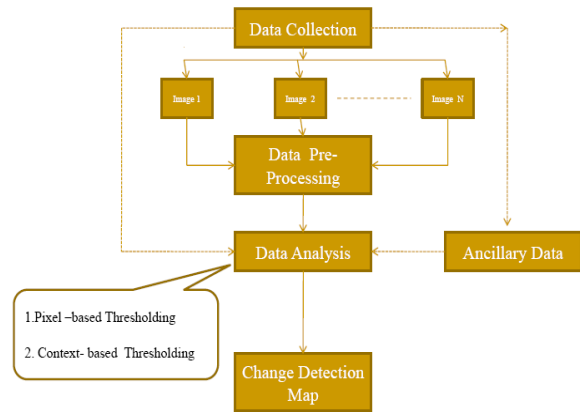 Data Collection
Image 1
Image 2
Image N
Data Pre-
Processing
Data Analysis
Ancillary Data
1.Pixel –based Thresholding
2. Context- based Thresholding
Change Detection
Map